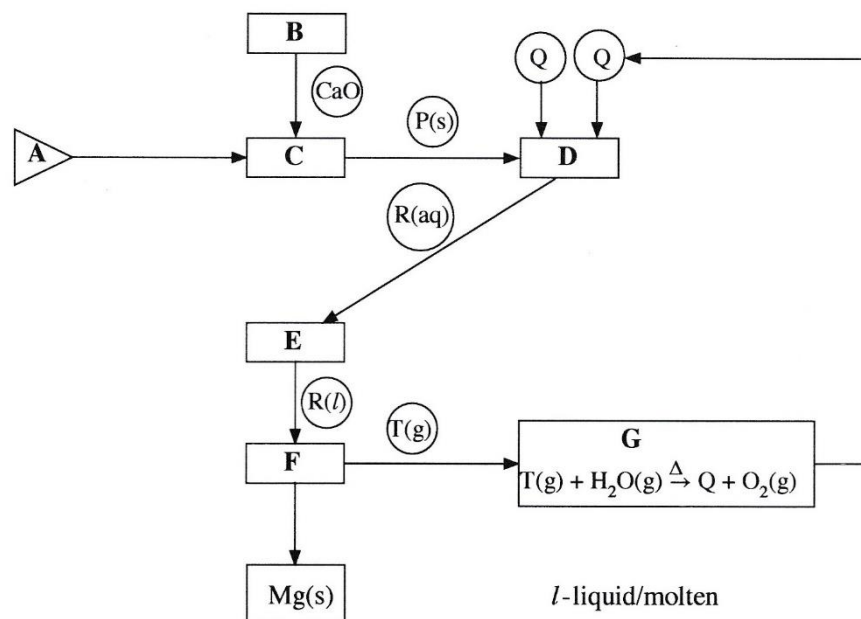 B
Q
Q
CaO
P(s)
A
C
D
R(aq)
E
R(l)
T(g)
F
G
T(g) + H₂O(g) Δ→ Q + O₂(g)
Mg(s)
l-liquid/molten